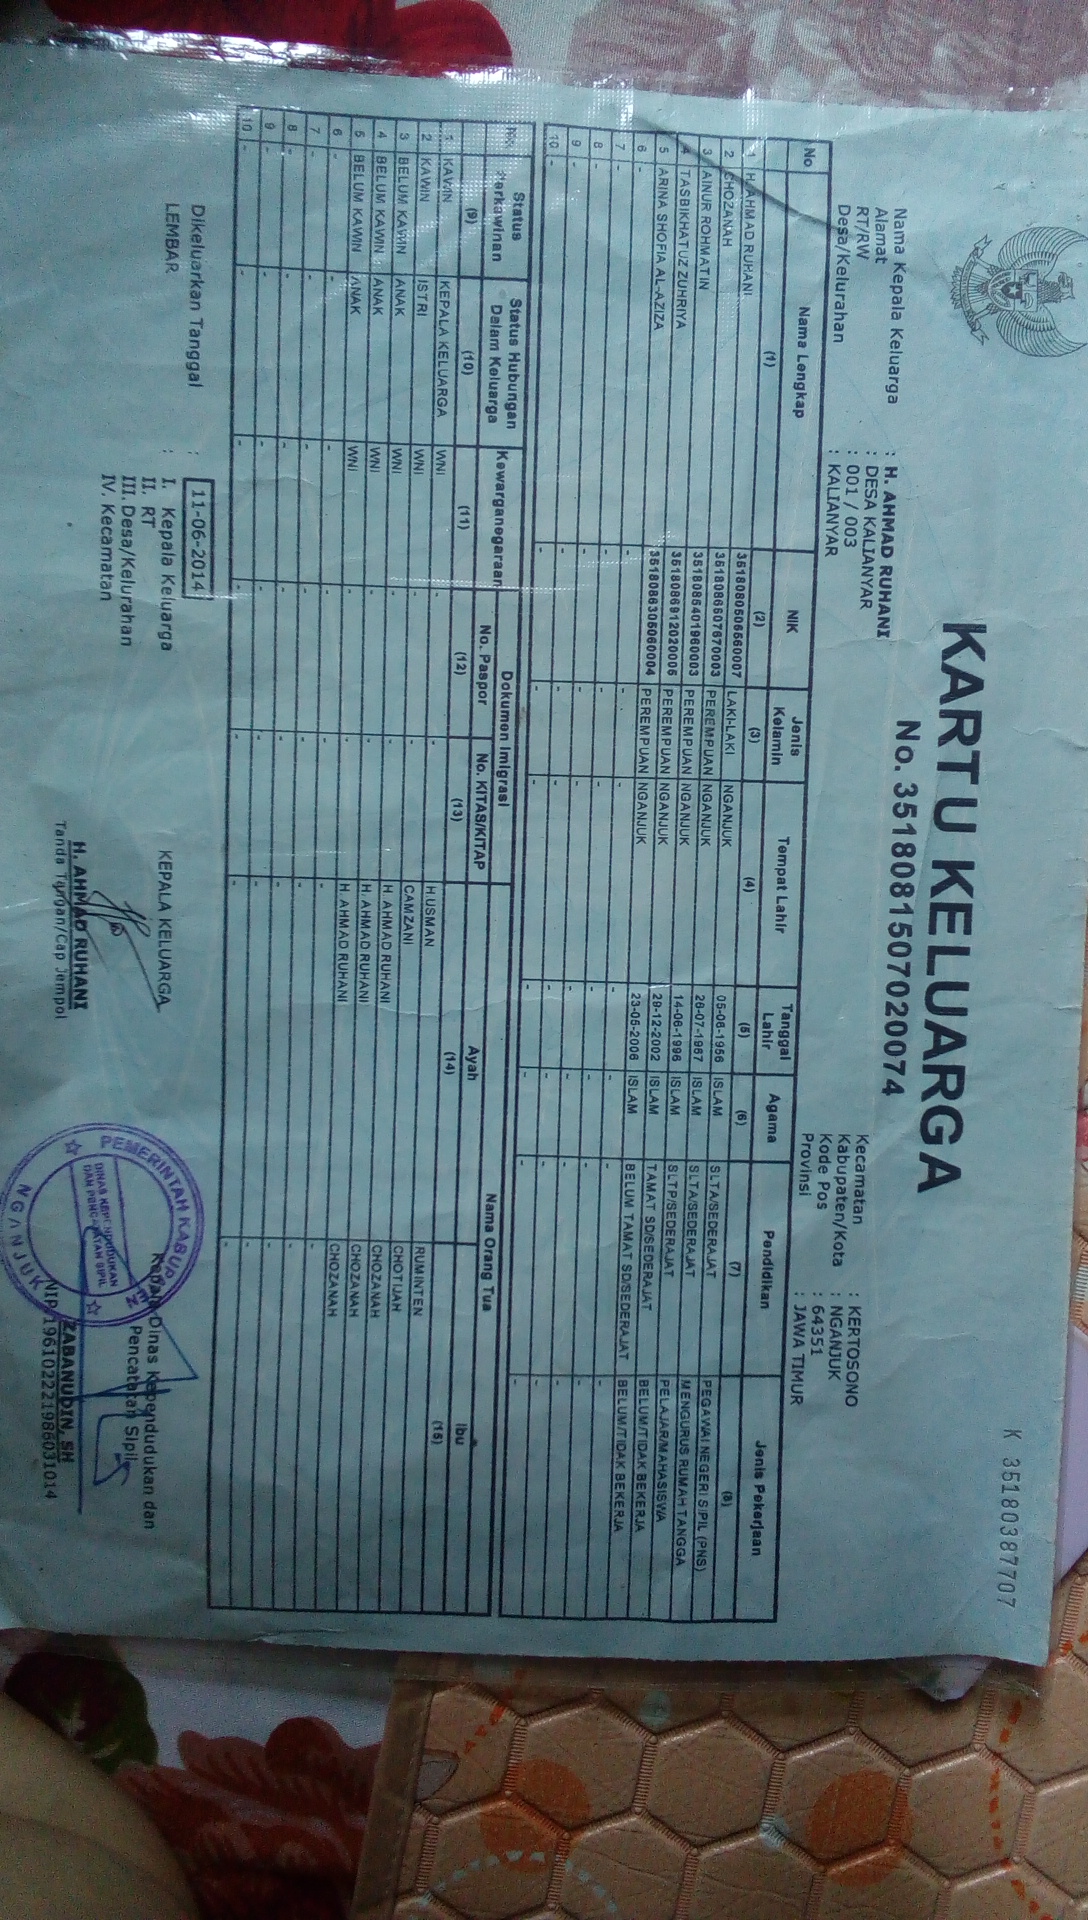 K 35180387707
KARTU KELUARGA
No. 3518081507020074
Nama Kepala Keluarga : H. AHMAD RUHANI
Alamat : DESA KALIANYAR
RT/RW : 001 / 003
Desa/Kelurahan : KALIANYAR
Kecamatan : KERTOSONO
Kabupaten/Kota : NGANJUK
Kode Pos : 64351
Provinsi : JAWA TIMUR
No Nama Lengkap NIK Jenis Kelamin Tempat Lahir Tanggal Lahir Agama Pendidikan Jenis Pekerjaan
(1) (2) (3) (4) (5) (6) (7) (8)
1 H. AHMAD RUHANI 3518080506560007 LAKI-LAKI NGANJUK 05-06-1956 ISLAM SLTA/SEDERAJAT PEGAWAI NEGERI SIPIL (PNS)
2 CHOZANAH 3518086607670003 PEREMPUAN NGANJUK 26-07-1967 ISLAM SLTA/SEDERAJAT MENGURUS RUMAH TANGGA
3 AINUR ROHMATIN 3518085401960003 PEREMPUAN NGANJUK 14-06-1996 ISLAM SLTP/SEDERAJAT PELAJAR/MAHASISWA
4 TASBIKHATUZ ZUHRIYA 3518086912020006 PEREMPUAN NGANJUK 29-12-2002 ISLAM TAMAT SD/SEDERAJAT BELUM/TIDAK BEKERJA
5 ARINA SHOFIA AL-AZIZA 3518086305060004 PEREMPUAN NGANJUK 23-05-2006 ISLAM BELUM TAMAT SD/SEDERAJAT BELUM/TIDAK BEKERJA
6 - - - - - - - -
7 - - - - - - - -
8 - - - - - - - -
9 - - - - - - - -
10 - - - - - - - -
No Status Perkawinan Status Hubungan Dalam Keluarga Kewarganegaraan Dokumen Imigrasi Nama Orang Tua
No. Paspor No. KITAS/KITAP Ayah Ibu
(9) (10) (11) (12) (13) (14) (15)
1 KAWIN KEPALA KELUARGA WNI - - H.USMAN RUMINTEN
2 KAWIN ISTRI WNI - - CAMZANI CHOTIJAH
3 BELUM KAWIN ANAK WNI - - H. AHMAD RUHANI CHOZANAH
4 BELUM KAWIN ANAK WNI - - H. AHMAD RUHANI CHOZANAH
5 BELUM KAWIN ANAK WNI - - H. AHMAD RUHANI CHOZANAH
6 - - - - - - -
7 - - - - - - -
8 - - - - - - -
9 - - - - - - -
10 - - - - - - -
Dikeluarkan Tanggal : 11-06-2014
LEMBAR : I. Kepala Keluarga
II. RT
III. Desa/Kelurahan
IV. Kecamatan
KEPALA KELUARGA
H. AHMAD RUHANI
Tanda Tangan/Cap Jempol
PEMERINTAH KABUPATEN
DINAS KEPENDUDUKAN
DAN PENCATATAN SIPIL
NGANJUK
Kepala Dinas Kependudukan dan
Pencatatan Sipil
ZABANUDIN, SH
NIP.196102221986031014